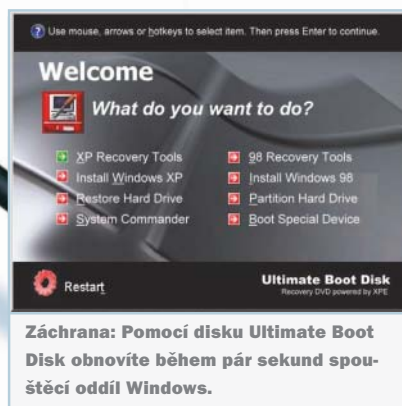 Use mouse, arrows or hotkeys to select item. Then press Enter to continue.
Welcome
What do you want to do?
XP Recovery Tools
Install Windows XP
Restore Hard Drive
System Commander
98 Recovery Tools
Install Windows 98
Partition Hard Drive
Boot Special Device
Restart
Ultimate Boot Disk
Recovery DVD powered by XPE
Záchrana: Pomocí disku Ultimate Boot
Disk obnovíte během pár sekund spou-
štěcí oddíl Windows.